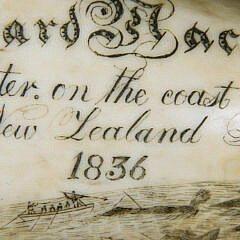 ard Mac
ter. on the coast
New Zealand
1836